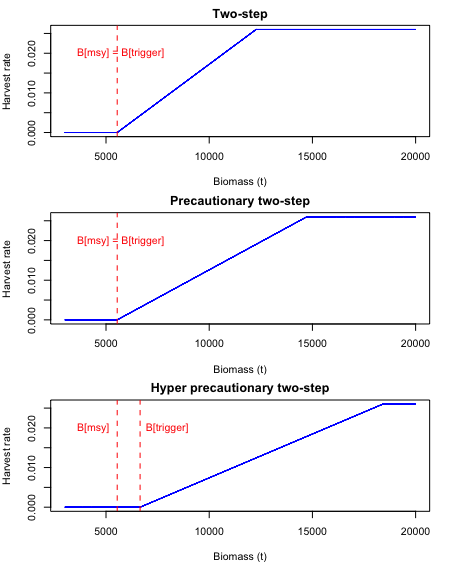 Two-step
Harvest rate
0.020
0.010
0.000
B[msy] = B[trigger]
5000 10000 15000 20000
Biomass (t)
Precautionary two-step
Harvest rate
0.020
0.010
0.000
B[msy] = B[trigger]
5000 10000 15000 20000
Biomass (t)
Hyper precautionary two-step
Harvest rate
0.020
0.010
0.000
B[msy] B[trigger]
5000 10000 15000 20000
Biomass (t)